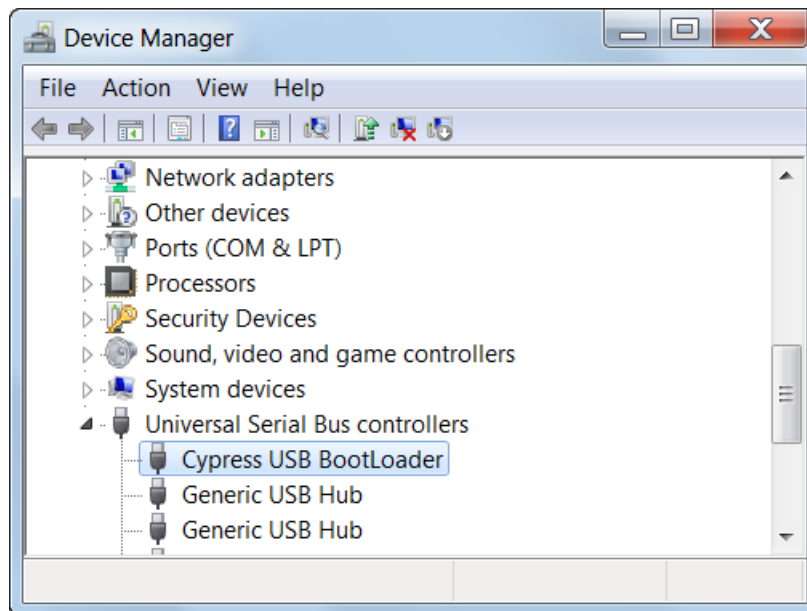 Device Manager
File Action View Help
Network adapters
Other devices
Ports (COM & LPT)
Processors
Security Devices
Sound, video and game controllers
System devices
Universal Serial Bus controllers
Cypress USB BootLoader
Generic USB Hub
Generic USB Hub